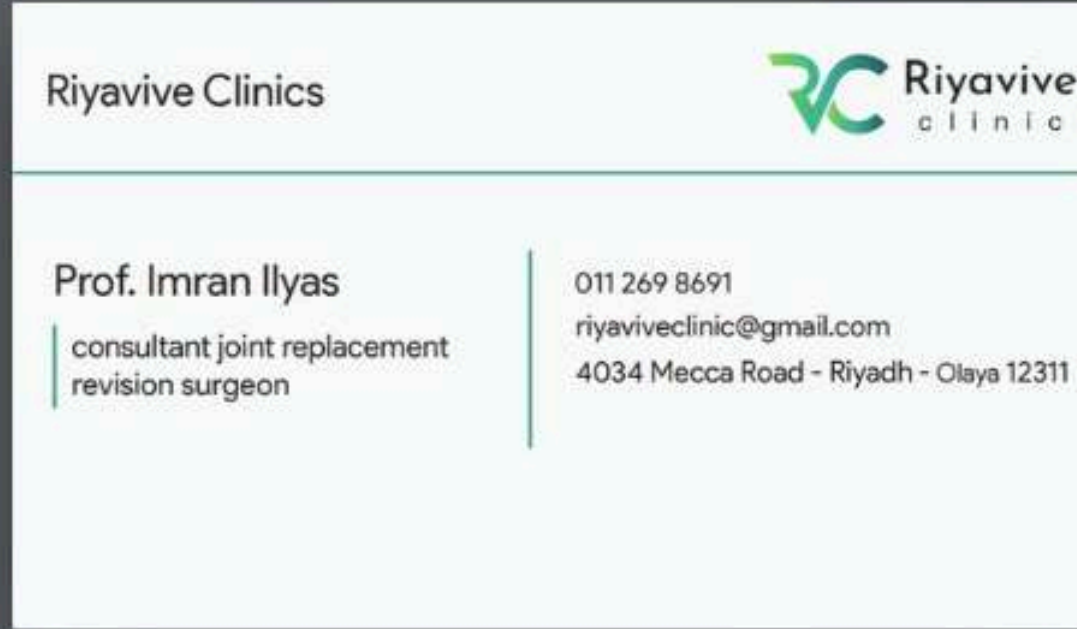 Riyavive Clinics
Riyavive
clinic
Prof. Imran Ilyas
consultant joint replacement
revision surgeon
011 269 8691
riyaviveclinic@gmail.com
4034 Mecca Road - Riyadh - Olaya 12311